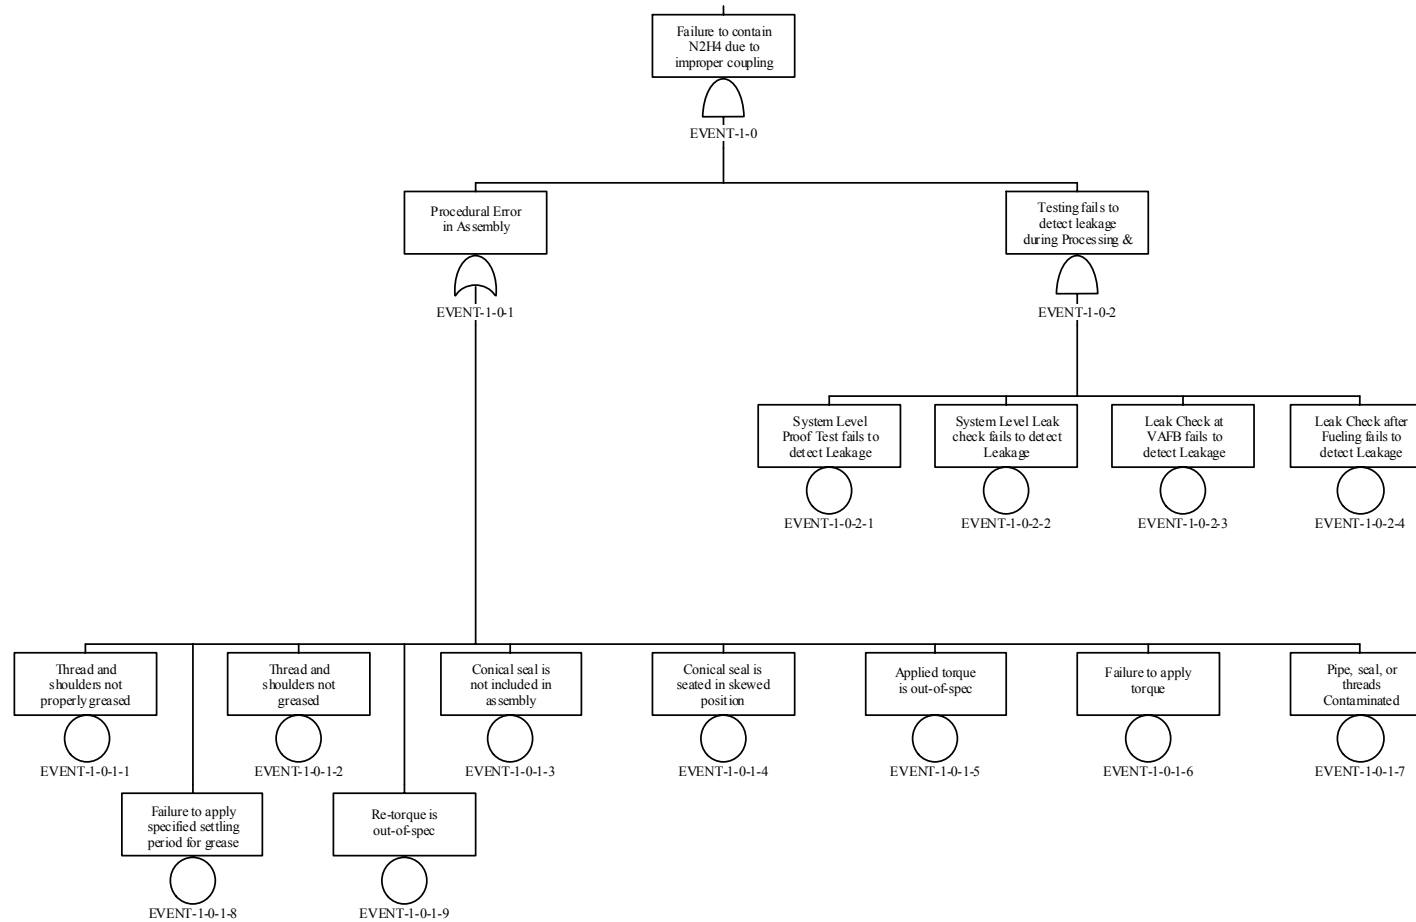 Failure to contain
N2H4 due to
improper coupling
EVENT-1-0
Procedural Error
in Assembly
EVENT-1-0-1
Testing fails to
detect leakage
during Processing &
EVENT-1-0-2
System Level
Proof Test fails to
detect Leakage
EVENT-1-0-2-1
System Level Leak
check fails to detect
Leakage
EVENT-1-0-2-2
Leak Check at
VAFB fails to
detect Leakage
EVENT-1-0-2-3
Leak Check after
Fueling fails to
detect Leakage
EVENT-1-0-2-4
Thread and
shoulders not
properly greased
EVENT-1-0-1-1
Thread and
shoulders not
greased
EVENT-1-0-1-2
Conical seal is
not included in
assembly
EVENT-1-0-1-3
Conical seal is
seated in skewed
position
EVENT-1-0-1-4
Applied torque
is out-of-spec
EVENT-1-0-1-5
Failure to apply
torque
EVENT-1-0-1-6
Pipe, seal, or
threads
Contaminated
EVENT-1-0-1-7
Failure to apply
specified settling
period for grease
EVENT-1-0-1-8
Re-torque is
out-of-spec
EVENT-1-0-1-9